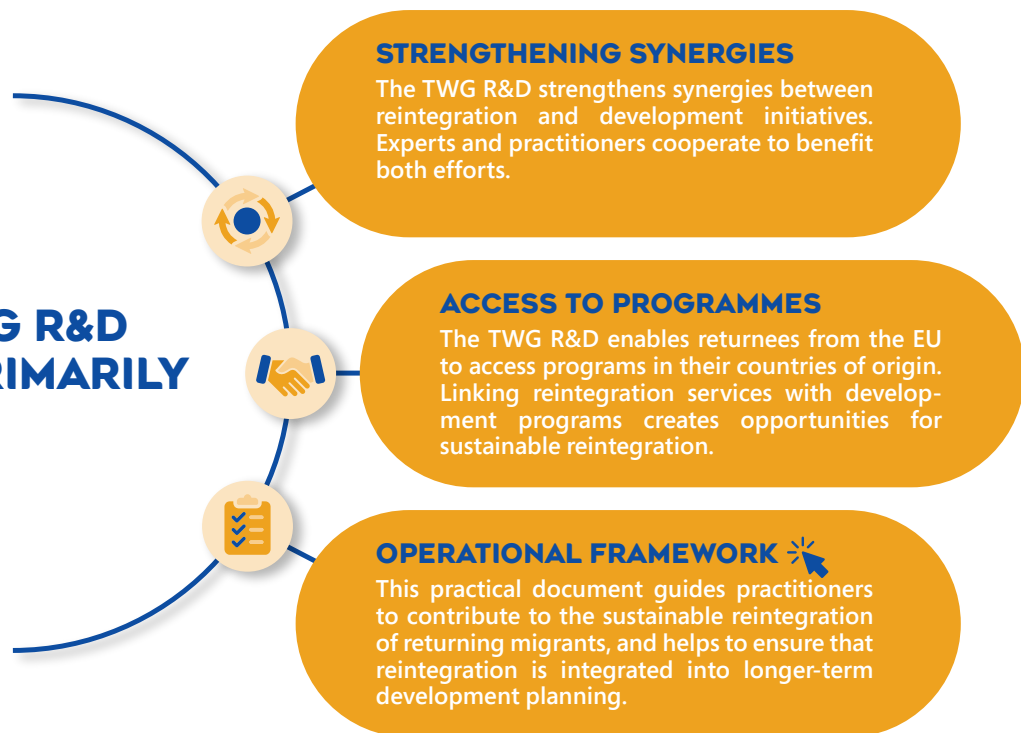 STRENGTHENING SYNERGIES
The TWG R&D strengthens synergies between
reintegration and development initiatives.
Experts and practitioners cooperate to benefit
both efforts.
G R&D
RIMARILY
ACCESS TO PROGRAMMES
The TWG R&D enables returnees from the EU
to access programs in their countries of origin.
Linking reintegration services with develop-
ment programs creates opportunities for
sustainable reintegration.
OPERATIONAL FRAMEWORK
This practical document guides practitioners
to contribute to the sustainable reintegration
of returning migrants, and helps to ensure that
reintegration is integrated into longer-term
development planning.